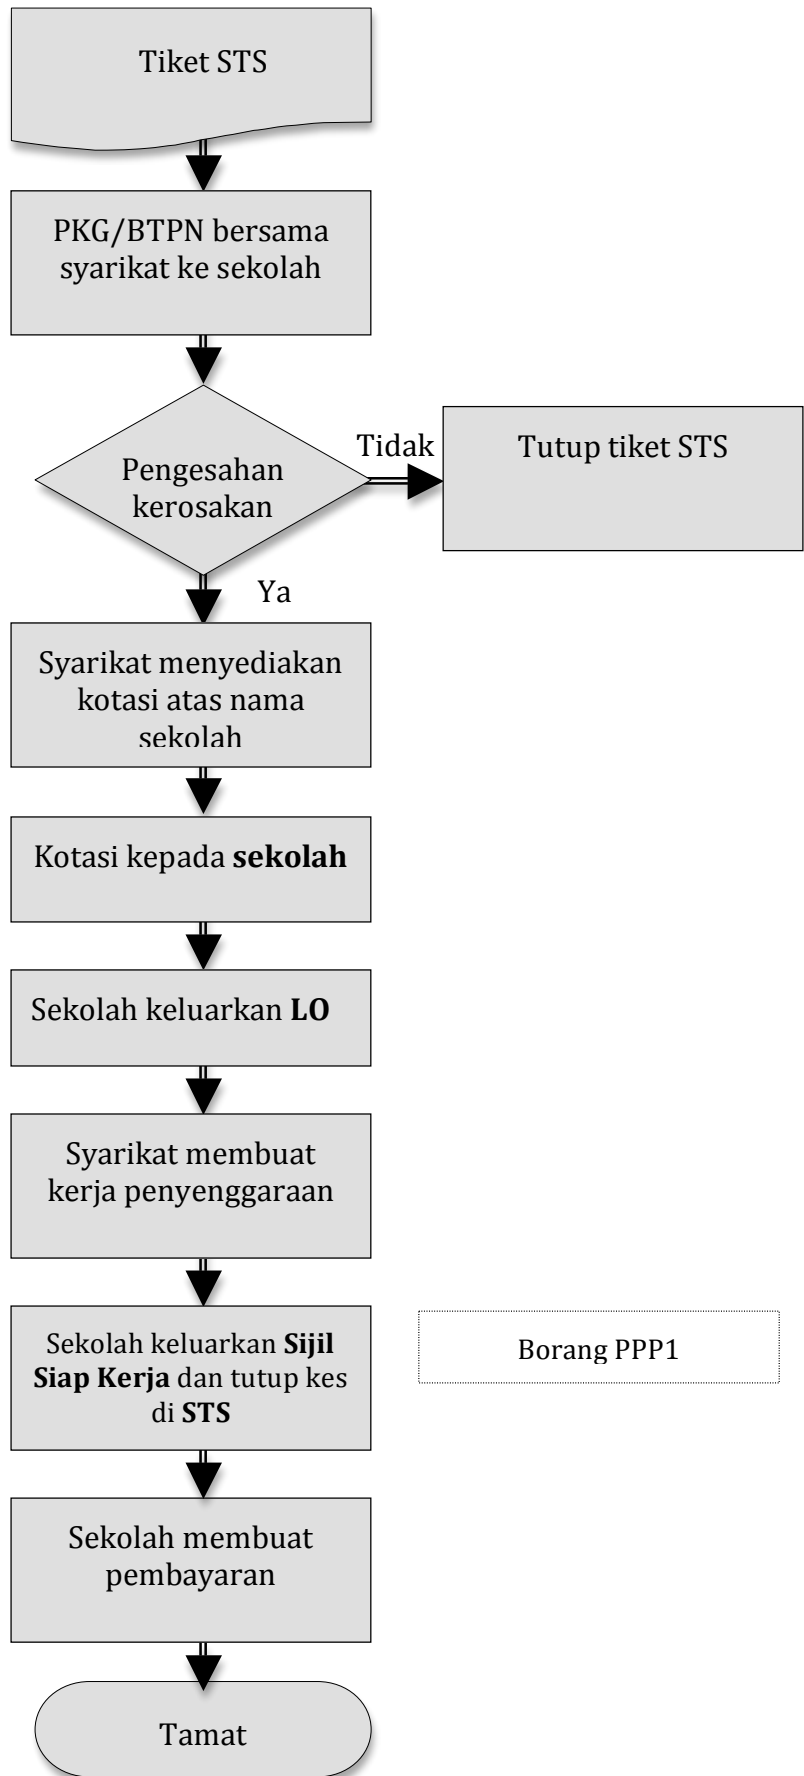 Tiket STS
PKG/BTPN bersama
syarikat ke sekolah
Pengesahan
kerosakan
Tidak
Tutup tiket STS
Ya
Syarikat menyediakan
kotasi atas nama
sekolah
Kotasi kepada sekolah
Sekolah keluarkan LO
Syarikat membuat
kerja penyenggaraan
Sekolah keluarkan Sijil
Siap Kerja dan tutup kes
di STS
Borang PPP1
Sekolah membuat
pembayaran
Tamat